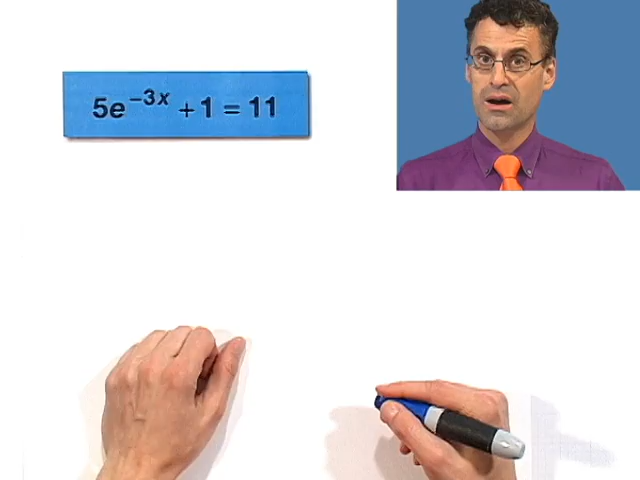 5e⁻³ˣ + 1 = 11